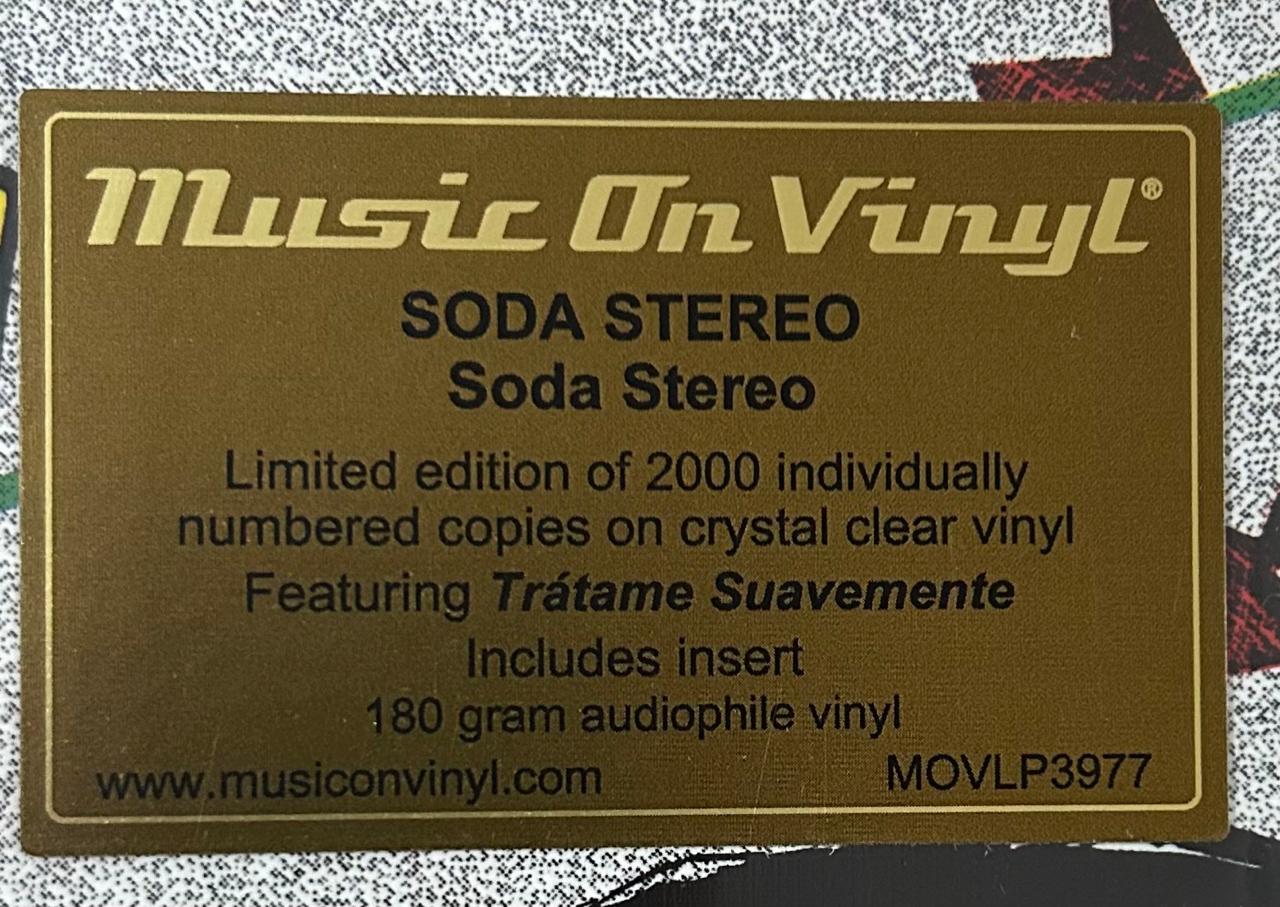 Music On Vinyl®
SODA STEREO
Soda Stereo
Limited edition of 2000 individually
numbered copies on crystal clear vinyl
Featuring Trátame Suavemente
Includes insert
180 gram audiophile vinyl
www.musiconvinyl.com MOVLP3977